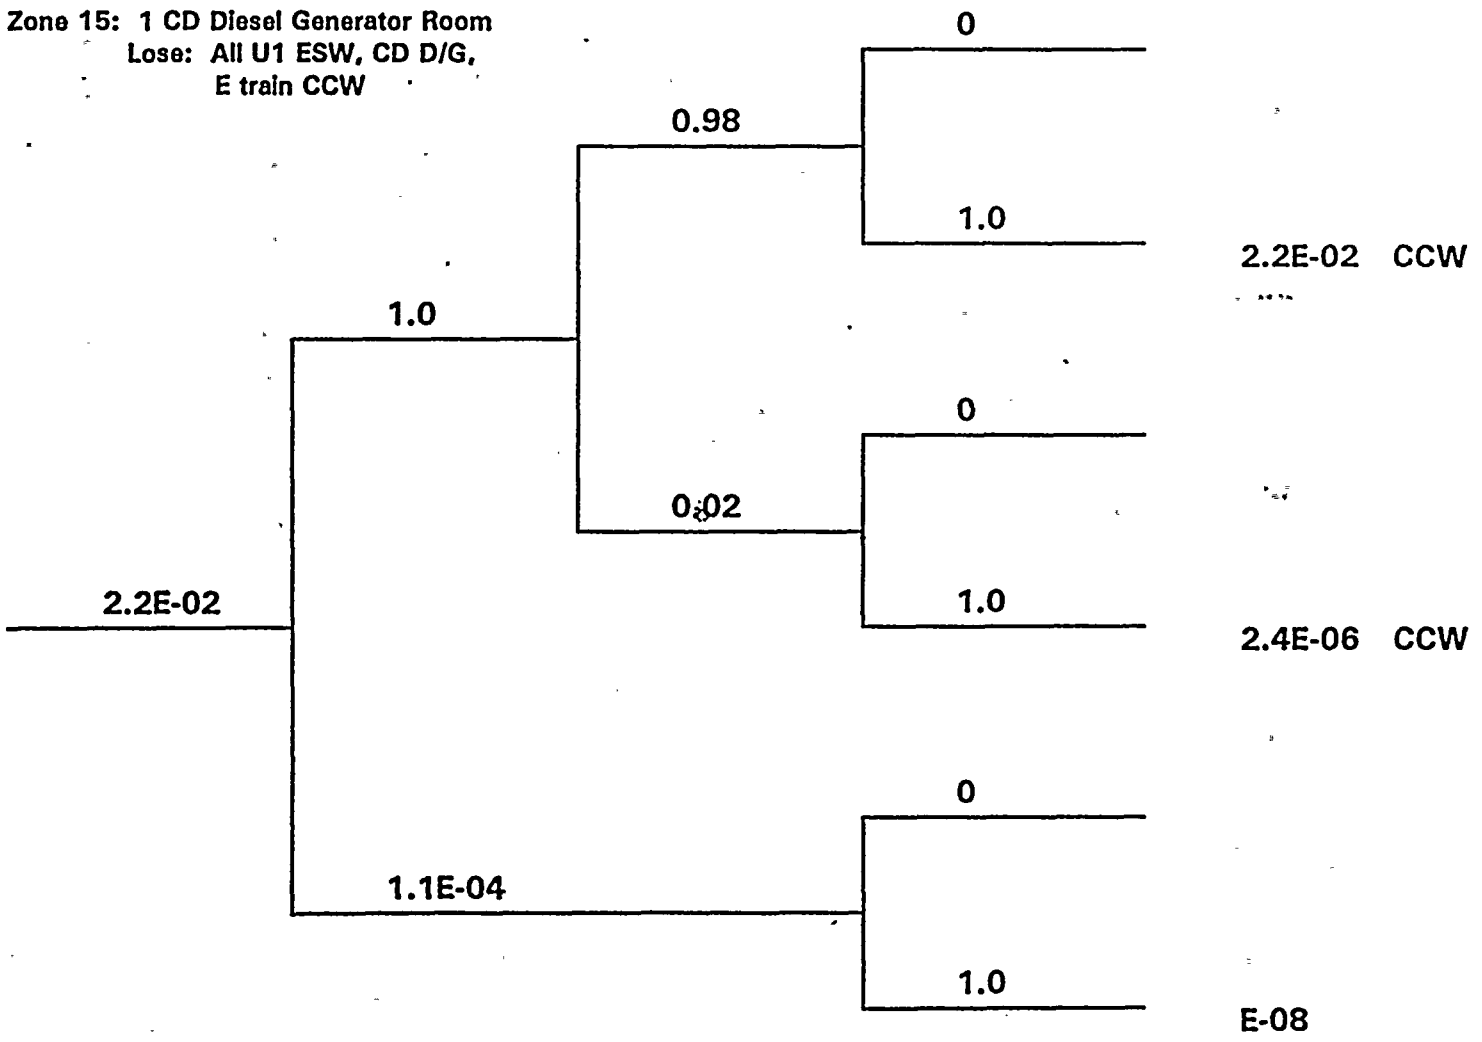 Zone 15: 1 CD Diesel Generator Room
Lose: All U1 ESW, CD D/G,
E train CCW
0
0.98
1.0
2.2E-02 CCW
1.0
0
0.02
2.2E-02
1.0
2.4E-06 CCW
0
1.1E-04
1.0
E-08